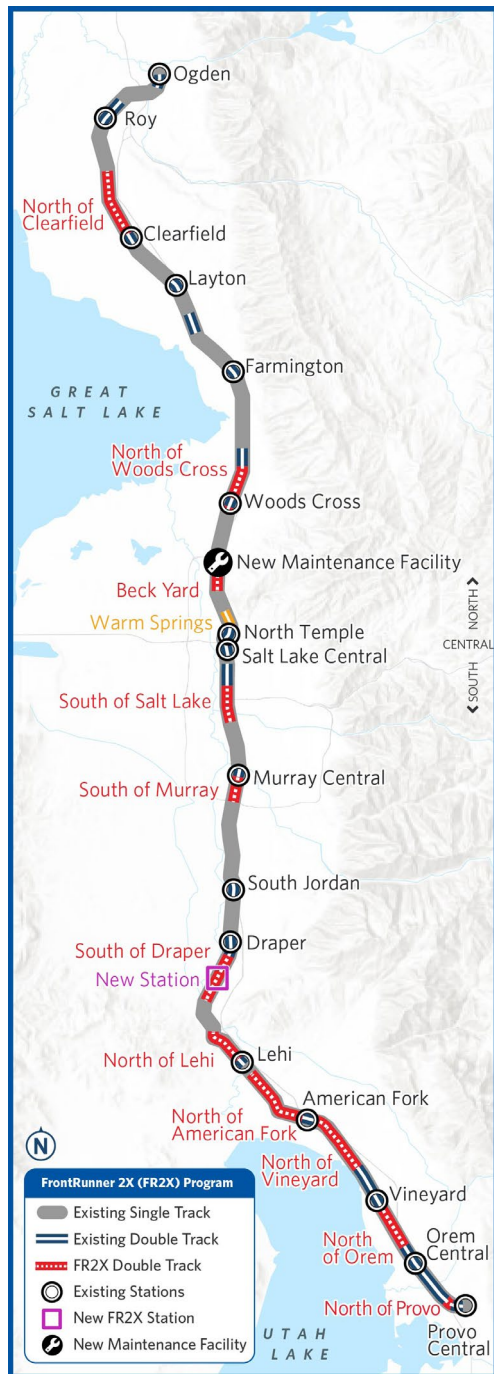 Ogden
Roy
North of
Clearfield
Clearfield
Layton
Farmington
GREAT
SALT LAKE
North of
Woods Cross
Woods Cross
New Maintenance Facility
Beck Yard
Warm Springs
North Temple
NORTH
CENTRAL
SOUTH
Salt Lake Central
South of Salt Lake
Murray Central
South of Murray
South Jordan
Draper
South of Draper
New Station
Lehi
North of Lehi
American Fork
North of
American Fork
North of
Vineyard
Vineyard
Orem
Central
North
of Orem
North of Provo
Provo
Central
UTAH
LAKE
N
FrontRunner 2X (FR2X) Program
Existing Single Track
Existing Double Track
FR2X Double Track
Existing Stations
New FR2X Station
New Maintenance Facility